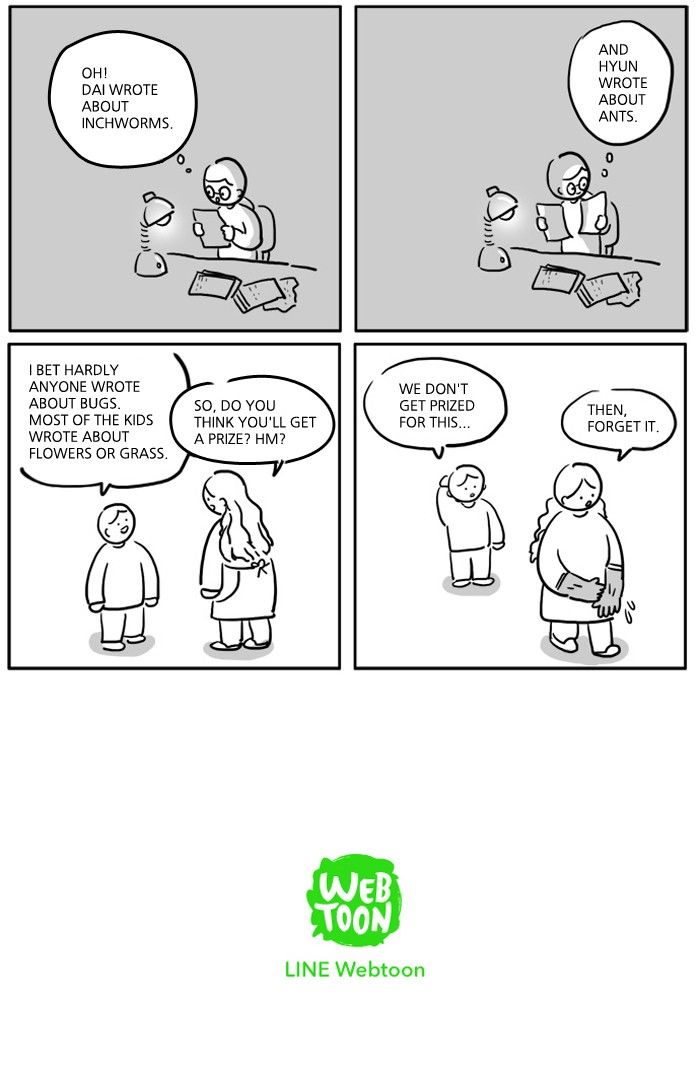 OH!
DAI WROTE
ABOUT
INCHWORMS.
AND
HYUN
WROTE
ABOUT
ANTS.
I BET HARDLY
ANYONE WROTE
ABOUT BUGS.
MOST OF THE KIDS
WROTE ABOUT
FLOWERS OR GRASS.
SO, DO YOU
THINK YOU'LL GET
A PRIZE? HM?
WE DON'T
GET PRIZED
FOR THIS...
THEN,
FORGET IT.
WEB
TOON
LINE Webtoon